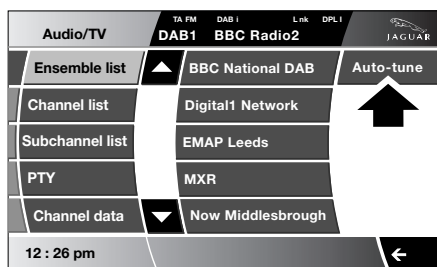 Audio/TV
TA FM DAB i Lnk DPL I
DAB1 BBC Radio2
JAGUAR
Ensemble list
BBC National DAB
Auto-tune
Channel list
Digital1 Network
Subchannel list
EMAP Leeds
PTY
MXR
Channel data
Now Middlesbrough
12 : 26 pm